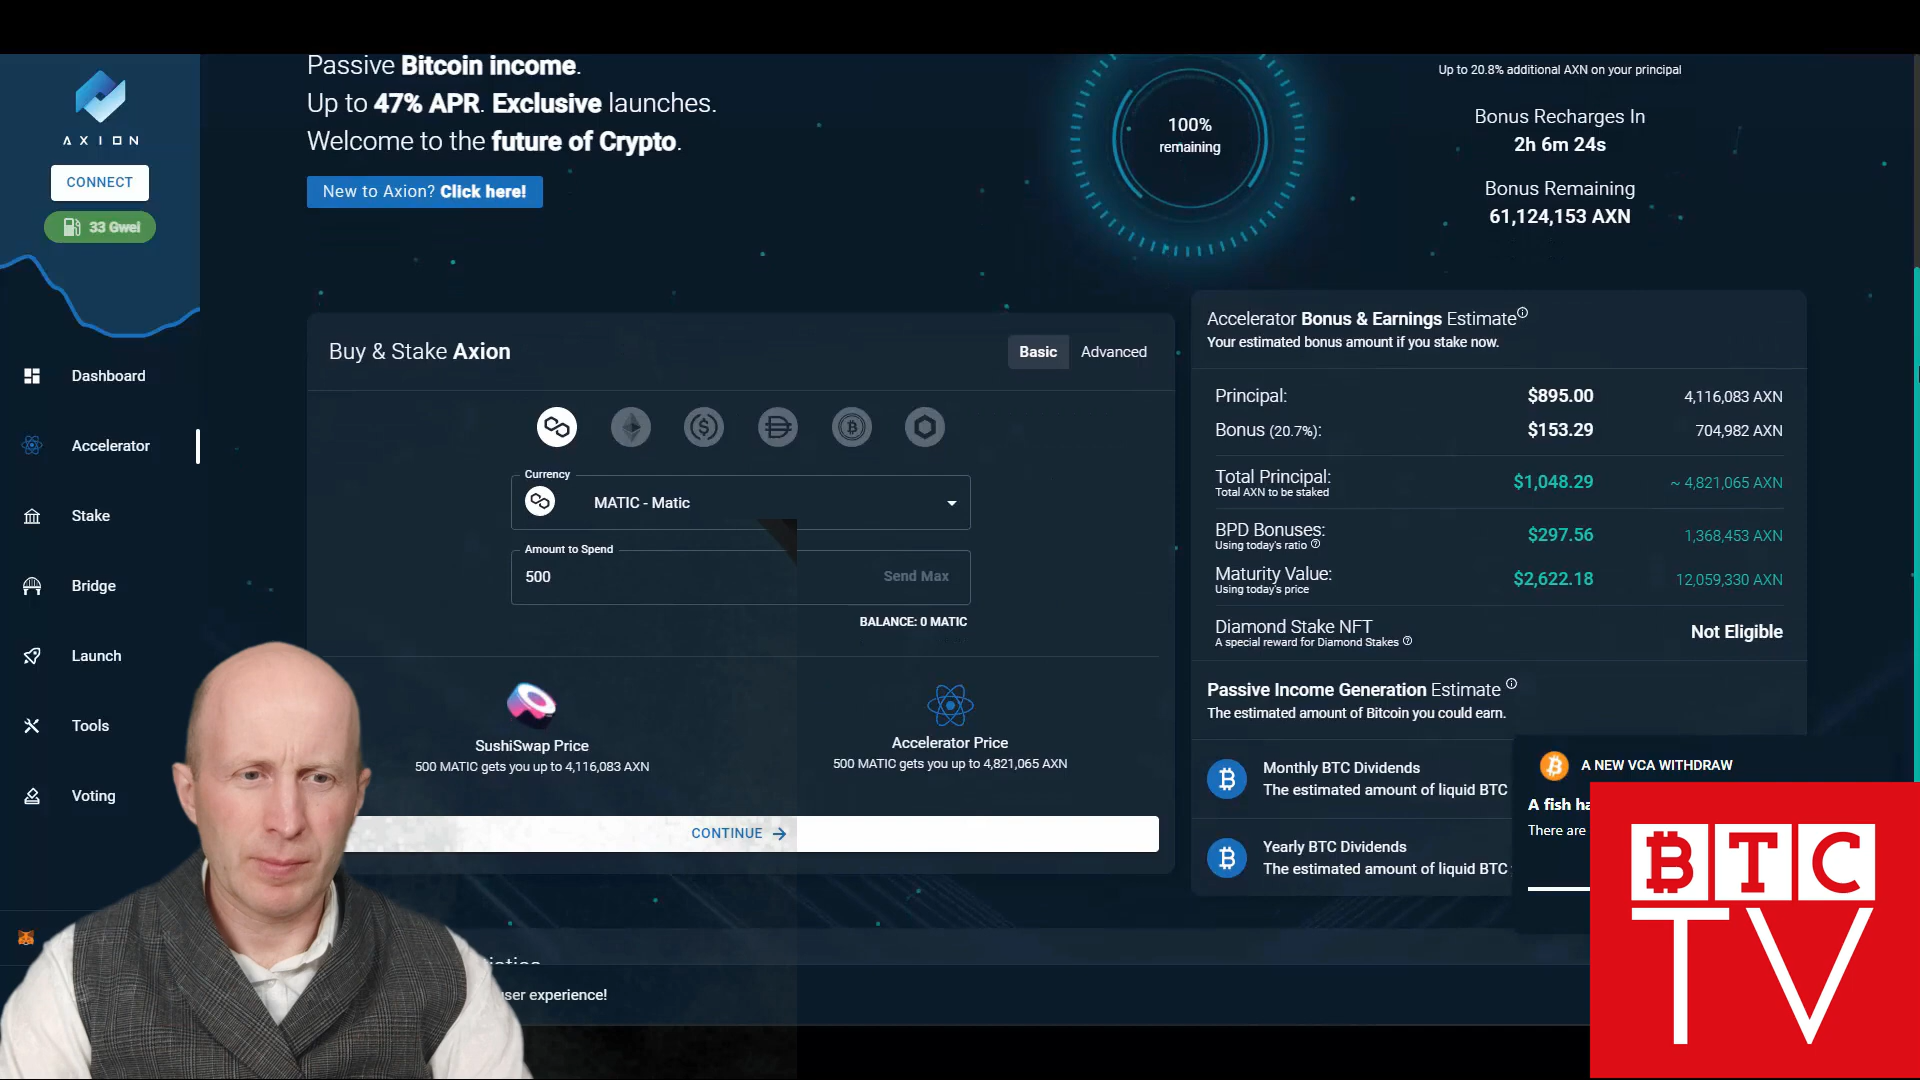 Passive Bitcoin income.
Up to 47% APR. Exclusive launches.
Welcome to the future of Crypto.
New to Axion? Click here!
AXION
CONNECT
33 Gwei
Dashboard
Accelerator
Stake
Bridge
Launch
Tools
Voting
100%
remaining
Up to 20.8% additional AXN on your principal
Bonus Recharges In
2h 6m 24s
Bonus Remaining
61,124,153 AXN
Buy & Stake Axion
Basic Advanced
Currency
MATIC - Matic
Amount to Spend
500 Send Max
BALANCE: 0 MATIC
SushiSwap Price
500 MATIC gets you up to 4,116,083 AXN
Accelerator Price
500 MATIC gets you up to 4,821,065 AXN
CONTINUE
Accelerator Bonus & Earnings Estimate
Your estimated bonus amount if you stake now.
Principal: $895.00 4,116,083 AXN
Bonus (20.7%): $153.29 704,982 AXN
Total Principal: $1,048.29 ~ 4,821,065 AXN
Total AXN to be staked
BPD Bonuses: $297.56 1,368,453 AXN
Using today's ratio
Maturity Value: $2,622.18 12,059,330 AXN
Using today's price
Diamond Stake NFT Not Eligible
A special reward for Diamond Stakes
Passive Income Generation Estimate
The estimated amount of Bitcoin you could earn.
Monthly BTC Dividends
The estimated amount of liquid BTC
Yearly BTC Dividends
The estimated amount of liquid BTC
A NEW VCA WITHDRAW
A fish
There are
user experience!
BTC
TV